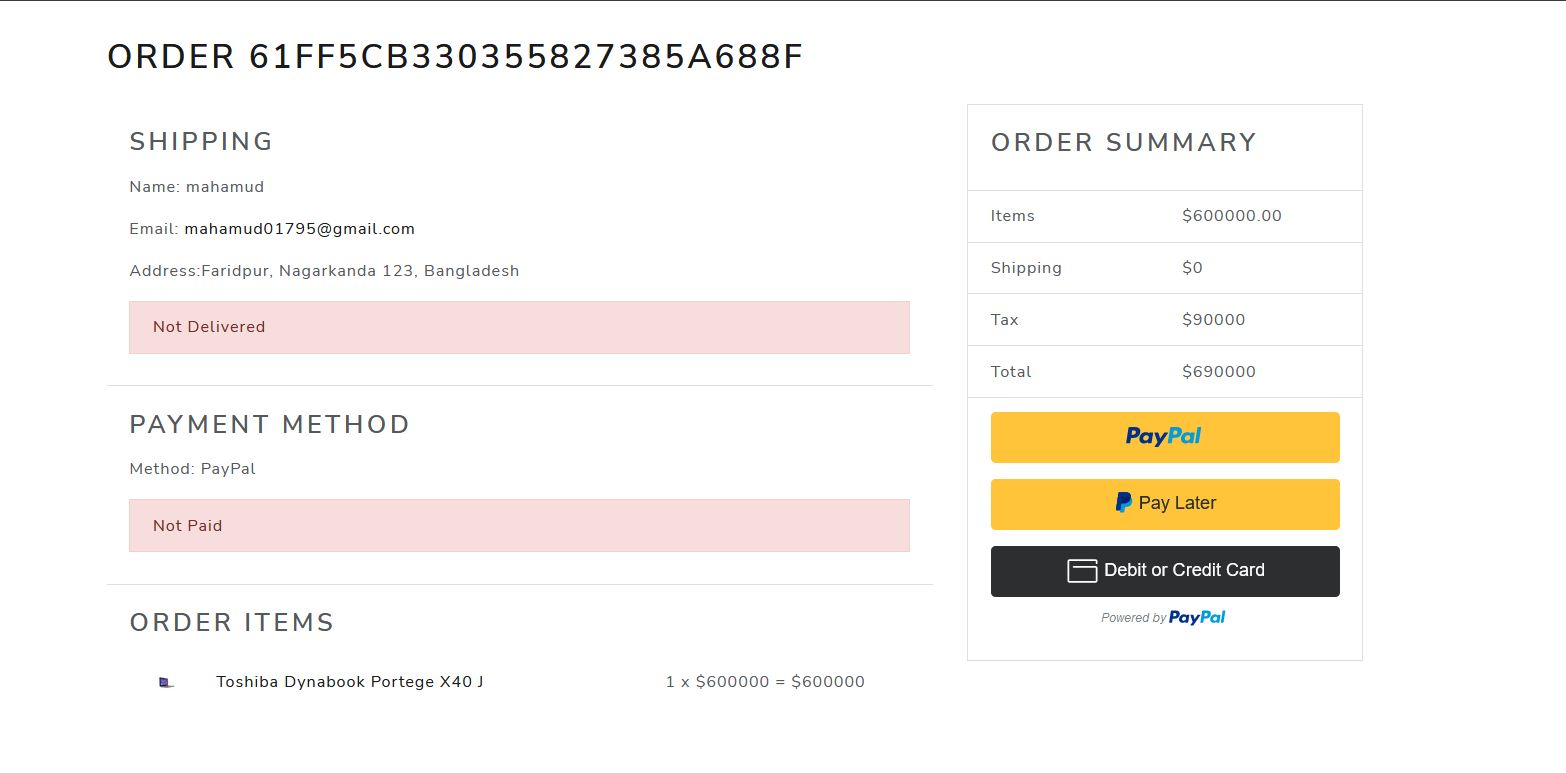 ORDER 61FF5CB330355827385A688F
SHIPPING
Name: mahamud
Email: mahamud01795@gmail.com
Address:Faridpur, Nagarkanda 123, Bangladesh
Not Delivered
PAYMENT METHOD
Method: PayPal
Not Paid
ORDER ITEMS
Toshiba Dynabook Portege X40 J 1 x $600000 = $600000
ORDER SUMMARY
Items $600000.00
Shipping $0
Tax $90000
Total $690000
PayPal
Pay Later
Debit or Credit Card
Powered by PayPal